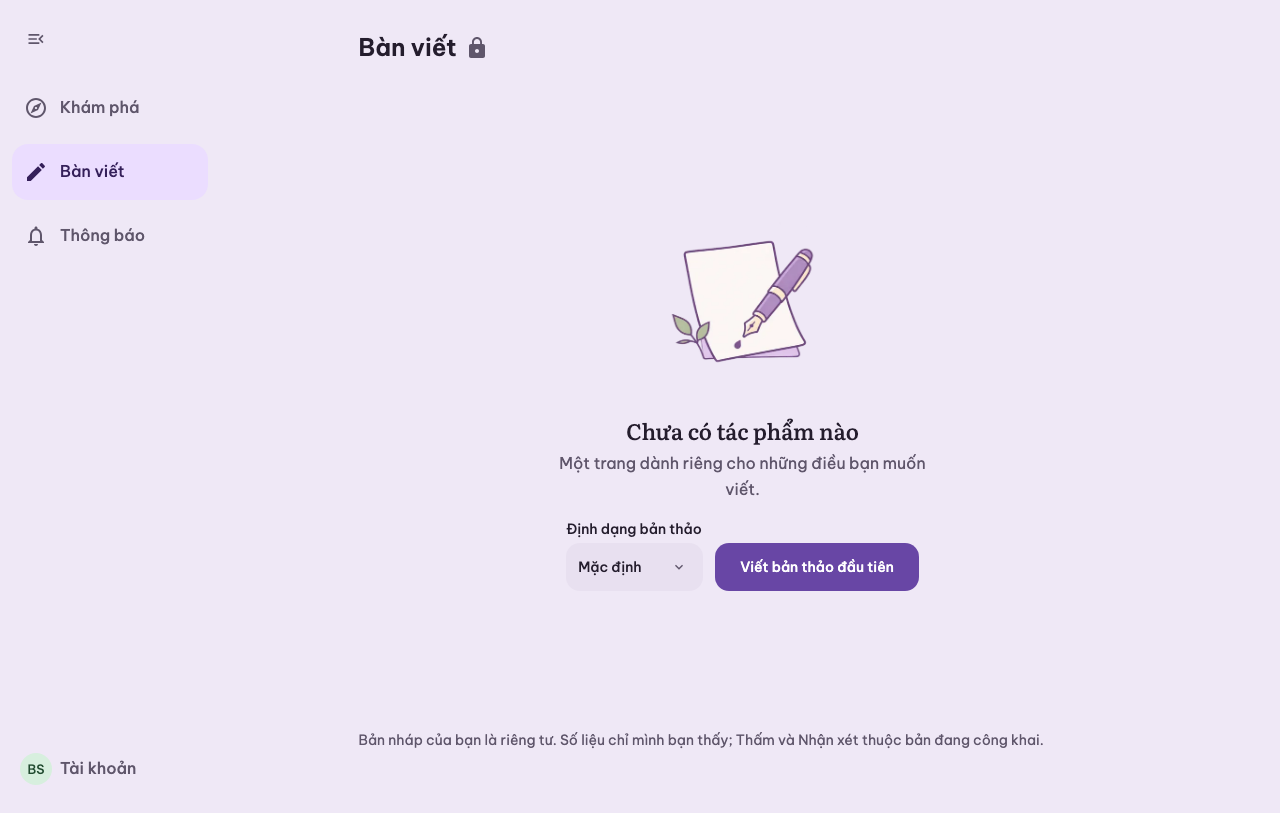 Bàn viết
Khám phá
Bàn viết
Thông báo
Chưa có tác phẩm nào
Một trang dành riêng cho những điều bạn muốn
viết.
Định dạng bản thảo
Mặc định
Viết bản thảo đầu tiên
Bản nháp của bạn là riêng tư. Số liệu chỉ mình bạn thấy; Thấm và Nhận xét thuộc bản đang công khai.
BS Tài khoản